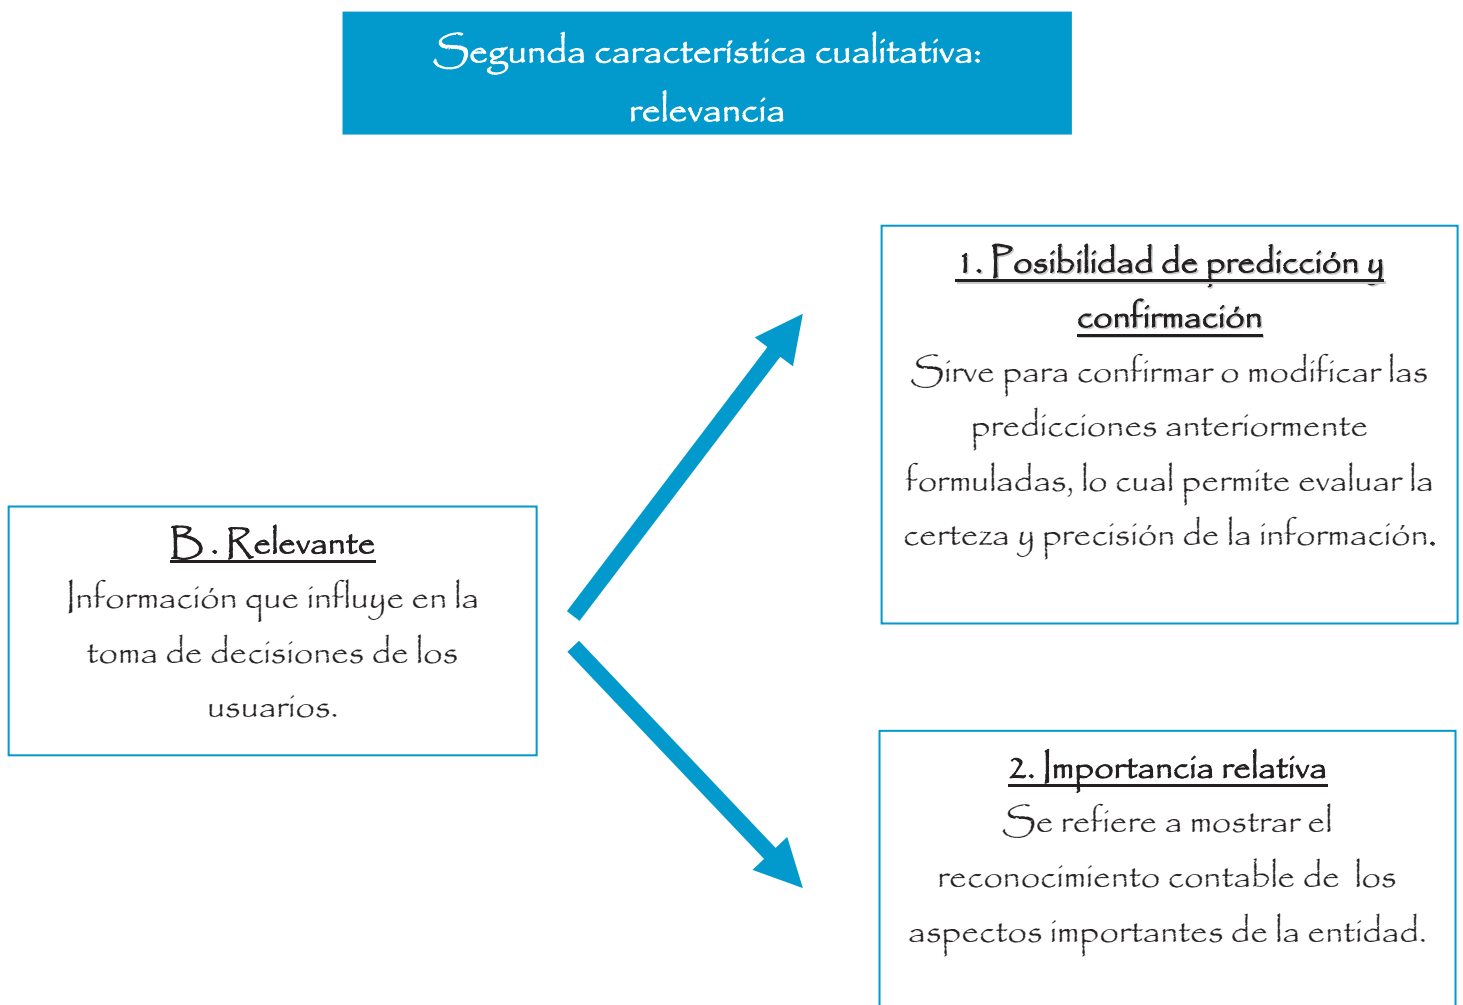 Segunda característica cualitativa:
relevancia
1. Posibilidad de predicción y
confirmación
Sirve para confirmar o modificar las
predicciones anteriormente
formuladas, lo cual permite evaluar la
certeza y precisión de la información.
B . Relevante
Información que influye en la
toma de decisiones de los
usuarios.
2. Importancia relativa
Se refiere a mostrar el
reconocimiento contable de  los
aspectos importantes de la entidad.